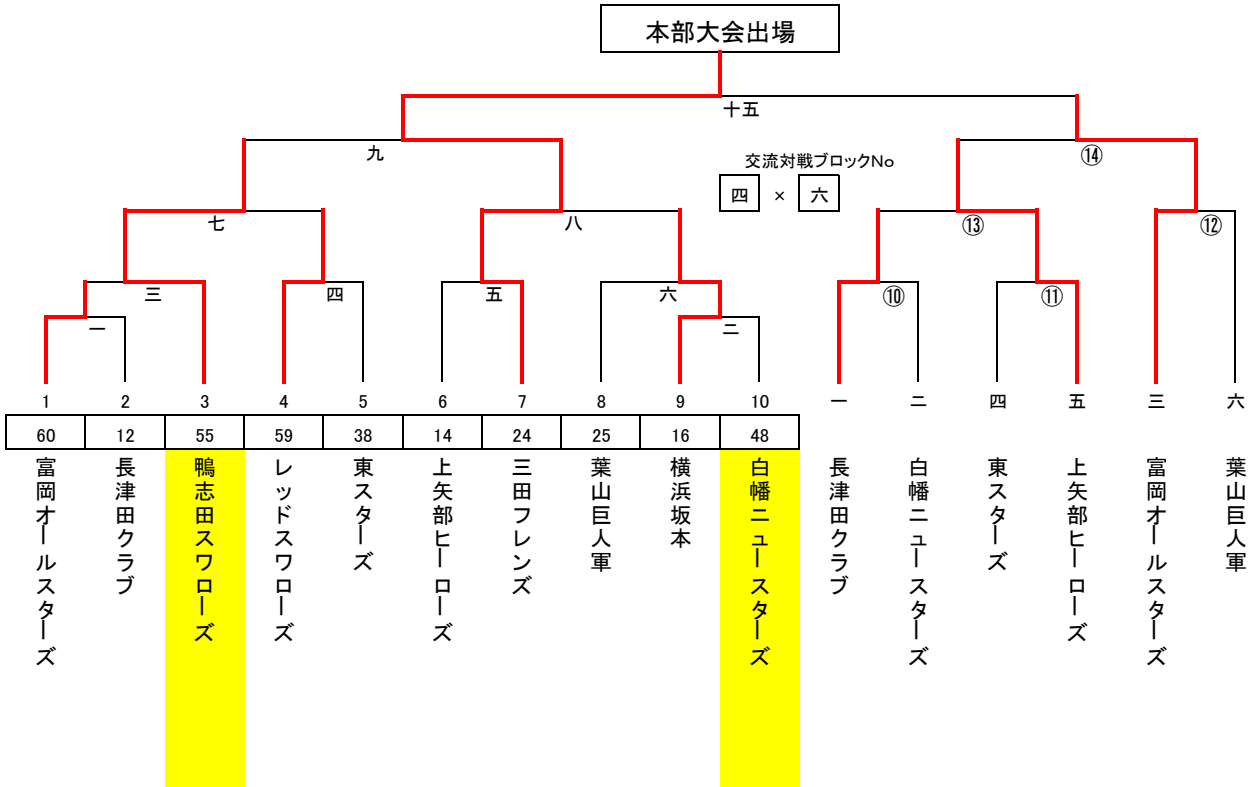 本部大会出場
十五
九
交流対戦ブロックNo
⑭
四 × 六
七
八
⑬
⑫
三
四
五
六
⑩
⑪
一
二
1 2 3 4 5 6 7 8 9 10 一 二 四 五 三 六
60 12 55 59 38 14 24 25 16 48
富岡オールスターズ
長津田クラブ
鴨志田スワローズ
レッドスワローズ
東スターズ
上矢部ヒーローズ
三田フレンズ
葉山巨人軍
横浜坂本
白幡ニュースターズ
長津田クラブ
白幡ニュースターズ
東スターズ
上矢部ヒーローズ
富岡オールスターズ
葉山巨人軍